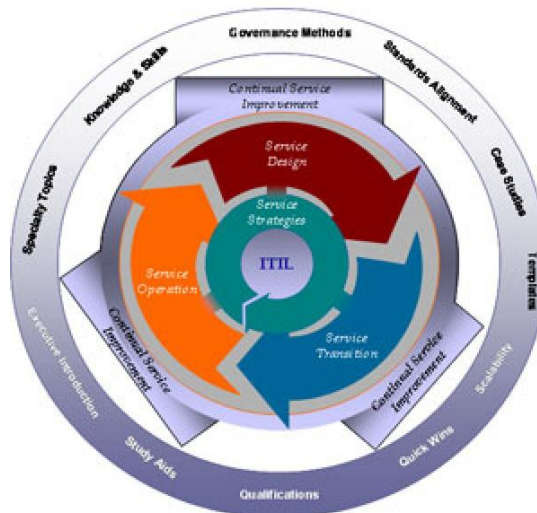 Governance Methods
Standards Alignment
Case Studies
Templates
Scalability
Quick Wins
Qualifications
Study Aids
Executive Introduction
Specialty Topics
Knowledge & Skills
Continual Service
Improvement
Service
Design
Service
Strategies
ITIL
Service
Operation
Service
Transition
Continual Service
Improvement
Continual Service
Improvement